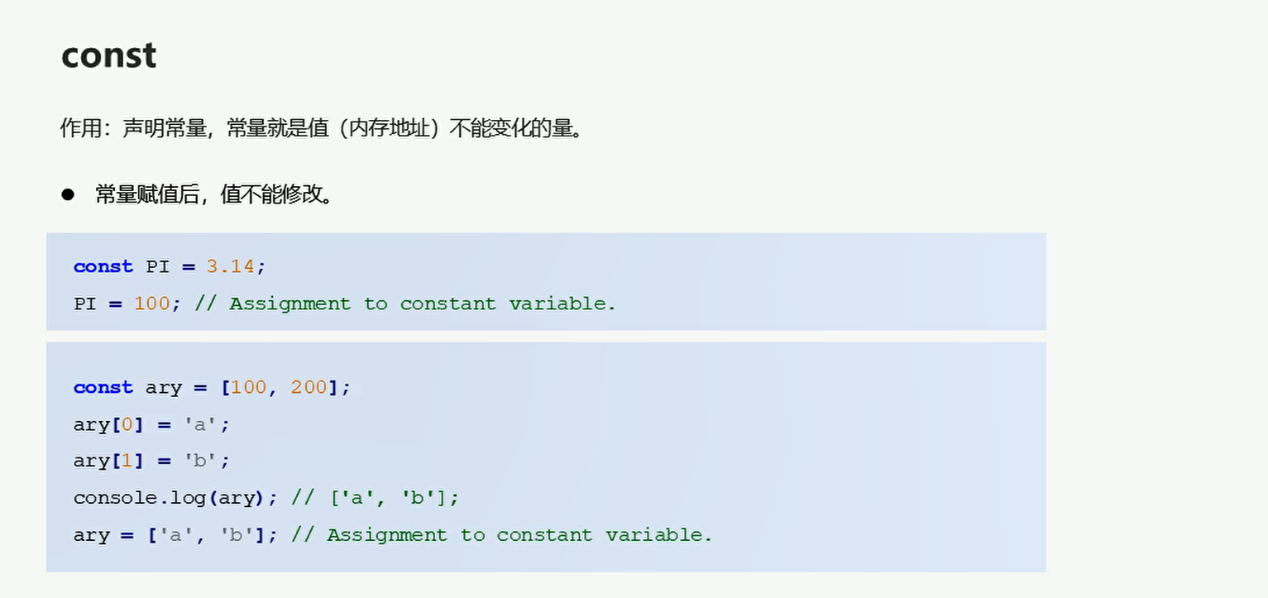 const
作用：声明常量，常量就是值（内存地址）不能变化的量。
● 常量赋值后，值不能修改。
const PI = 3.14;
PI = 100; // Assignment to constant variable.
const ary = [100, 200];
ary[0] = 'a';
ary[1] = 'b';
console.log(ary); // ['a', 'b'];
ary = ['a', 'b']; // Assignment to constant variable.